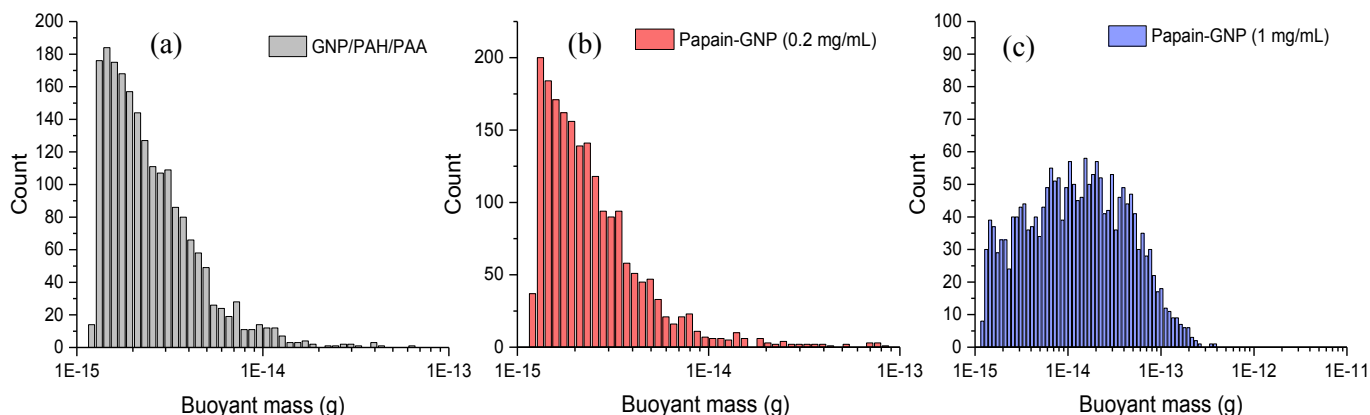 (a)
GNP/PAH/PAA
Count
200
180
160
140
120
100
80
60
40
20
0
1E-15
1E-14
1E-13
Buoyant mass (g)
(b)
Papain-GNP (0.2 mg/mL)
Count
200
150
100
50
0
1E-15
1E-14
1E-13
Buoyant mass (g)
(c)
Papain-GNP (1 mg/mL)
Count
100
90
80
70
60
50
40
30
20
10
0
1E-15
1E-14
1E-13
1E-12
1E-11
Buoyant mass (g)